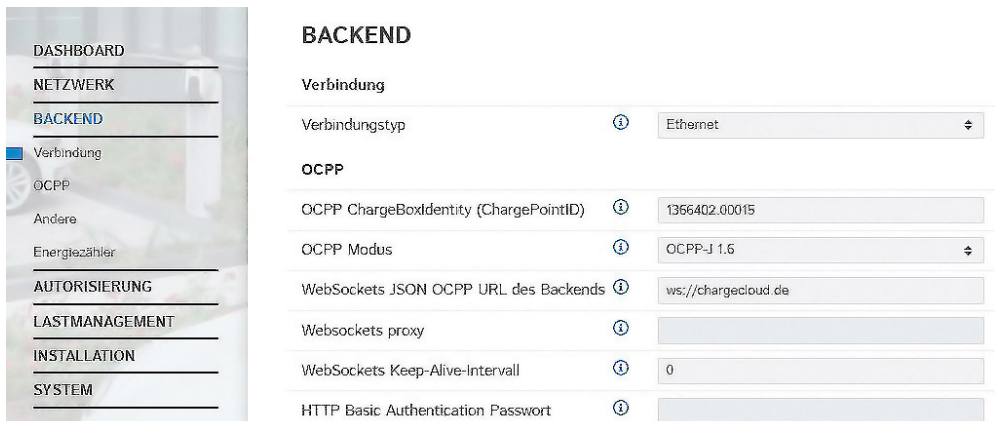 DASHBOARD
NETZWERK
BACKEND
Verbindung
OCPP
Andere
Energiezähler
AUTORISIERUNG
LASTMANAGEMENT
INSTALLATION
SYSTEM
BACKEND
Verbindung
Verbindungstyp Ethernet
OCPP
OCPP ChargeBoxIdentity (ChargePointID) 1366402.00015
OCPP Modus OCPP-J 1.6
WebSockets JSON OCPP URL des Backends ws://chargecloud.de
Websockets proxy
WebSockets Keep-Alive-Intervall 0
HTTP Basic Authentication Passwort